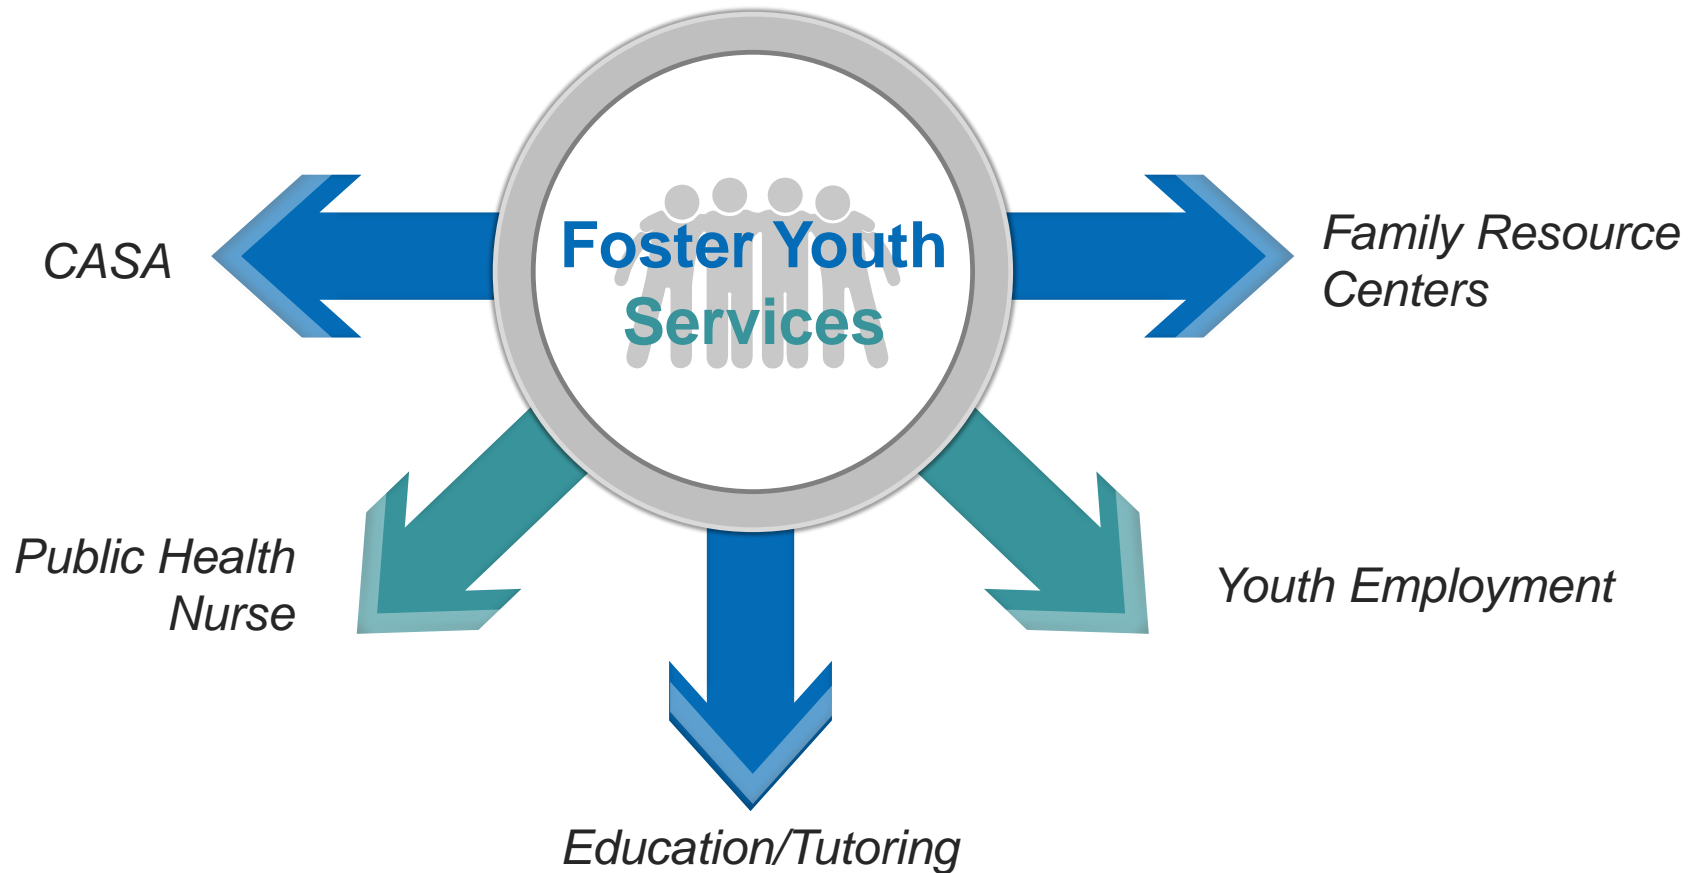 Foster Youth
Services
CASA
Family Resource
Centers
Public Health
Nurse
Youth Employment
Education/Tutoring